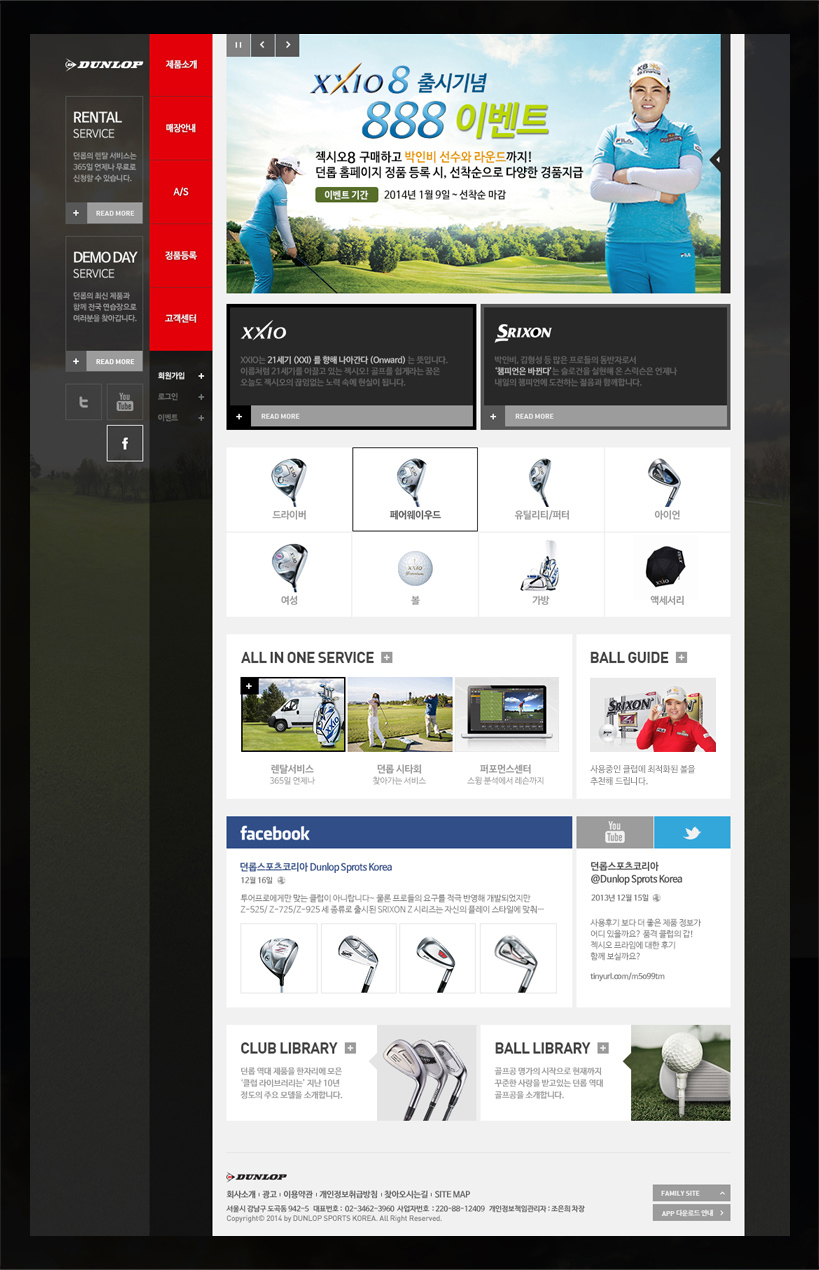 DUNLOP
RENTAL
SERVICE
던롭의 렌탈 서비스는
365일 언제나 무료로
신청할 수 있습니다.
+ READ MORE
DEMO DAY
SERVICE
던롭의 최신 제품과
함께 전국 연습장으로
여러분을 찾아갑니다.
+ READ MORE
You
Tube
제품소개
매장안내
A/S
정품등록
고객센터
회원가입 +
로그인 +
이벤트 +
XXIO 8 출시기념
888 이벤트
젝시오8 구매하고 박인비 선수와 라운드까지!
던롭 홈페이지 정품 등록 시, 선착순으로 다양한 경품지급
이벤트 기간 2014년 1월 9일 ~ 선착순 마감
XXIO
XXIO는 21세기 (XXI) 를 향해 나아간다 (Onward) 는 뜻입니다.
이름처럼 21세기를 이끌고 있는 젝시오! 골프를 쉽게라는 꿈은
오늘도 젝시오의 끊임없는 노력 속에 현실이 됩니다.
+ READ MORE
SRIXON
박인비, 김형성 등 많은 프로들의 동반자로서
'챔피언은 바뀐다'는 슬로건을 실현해 온 스릭슨은 언제나
내일의 챔피언에 도전하는 젊음과 함께합니다.
+ READ MORE
드라이버
페어웨이우드
유틸리티/퍼터
아이언
여성
볼
가방
액세서리
ALL IN ONE SERVICE +
렌탈서비스
365일 언제나
던롭 시타회
찾아가는 서비스
퍼포먼스센터
스윙 분석에서 레슨까지
BALL GUIDE +
SRIXON
사용중인 클럽에 최적화된 볼을
추천해 드립니다.
facebook
던롭스포츠코리아 Dunlop Sprots Korea
12월 16일
투어프로에게만 맞는 클럽이 아니랍니다~ 물론 프로들의 요구를 적극 반영해 개발되었지만
Z-525/ Z-725/Z-925 세 종류로 출시된 SRIXON Z 시리즈는 자신의 플레이 스타일에 맞춰…
You
Tube
던롭스포츠코리아
@Dunlop Sprots Korea
2013년 12월 15일
사용후기 보다 더 좋은 제품 정보가
어디 있을까요? 품격 클럽의 갑!
젝시오 프라임에 대한 후기
함께 보실까요?
tinyurl.com/m5o99tm
CLUB LIBRARY +
던롭 역대 제품을 한자리에 모은
'클럽 라이브러리는' 지난 10년
정도의 주요 모델을 소개합니다.
BALL LIBRARY +
골프공 명가의 시작으로 현재까지
꾸준한 사랑을 받고있는 던롭 역대
골프공을 소개합니다.
DUNLOP
회사소개 | 광고 | 이용약관 | 개인정보취급방침 | 찾아오시는길 | SITE MAP
서울시 강남구 도곡동 942-5 대표번호 : 02-3462-3960 사업자번호 : 220-88-12409 개인정보책임관리자 : 조은희 차장
Copyright© 2014 by DUNLOP SPORTS KOREA. All Right Reserved.
FAMILY SITE
APP 다운로드 안내